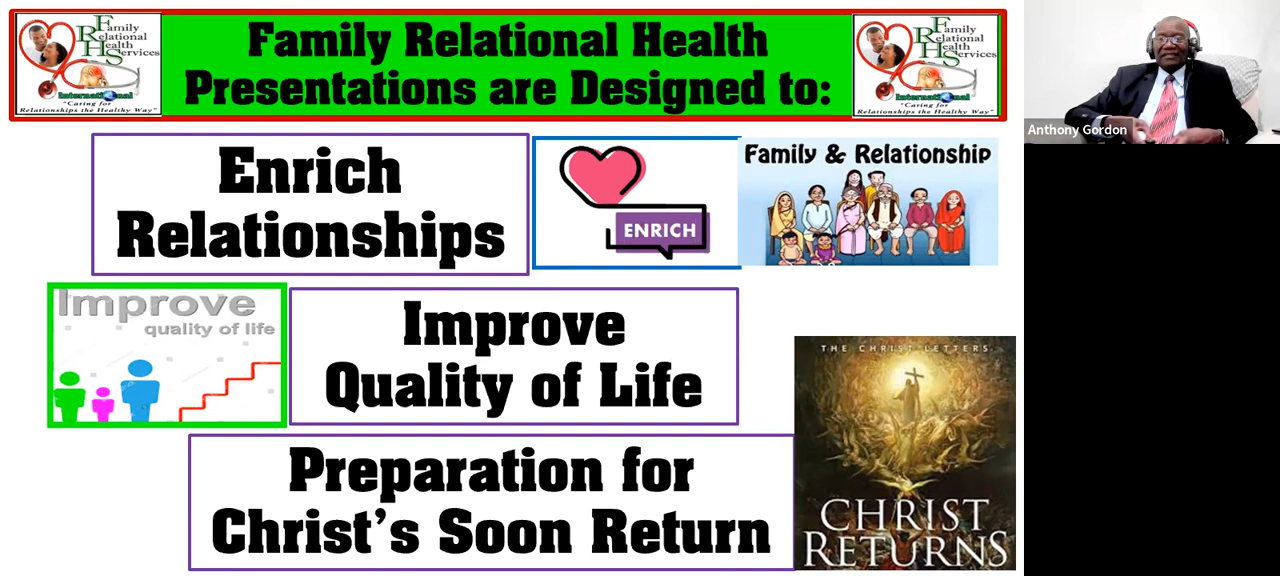 Family
Relational
Health
Services
International
"Caring for
Relationships the Healthy Way"
Family Relational Health
Presentations are Designed to:
Family
Relational
Health
Services
International
"Caring for
Relationships the Healthy Way"
Anthony Gordon
Enrich
Relationships
ENRICH
Family & Relationship
Improve
quality of life
Improve
Quality of Life
THE CHRIST LETTERS
CHRIST
RETURNS
Preparation for
Christ's Soon Return